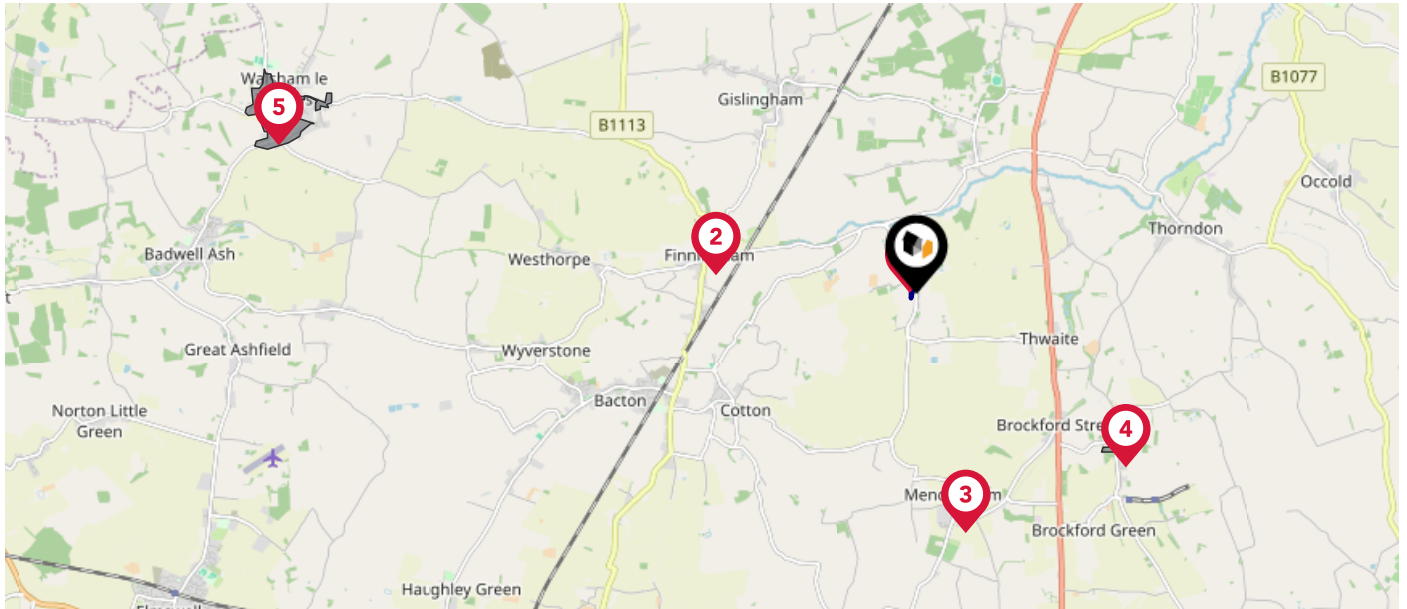 Walsham le
5
B1077
Gislingham
B1113
Occold
Thorndon
2
Badwell Ash
Westhorpe
Thwaite
Great Ashfield
Wyverstone
Bacton
Cotton
Norton Little
Green
Brockford
4
3
Brockford Green
Haughley Green